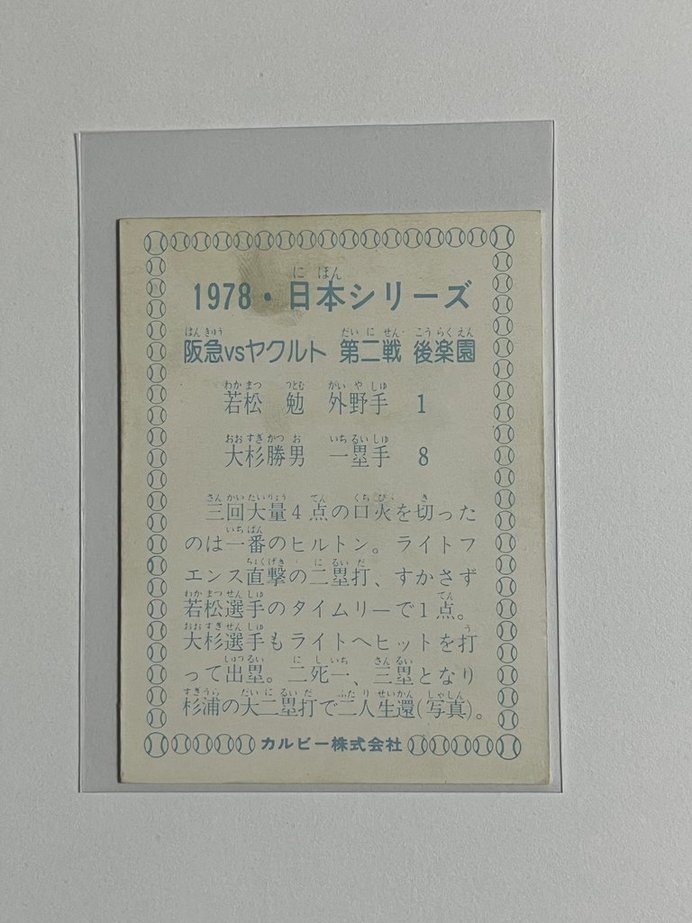 1978・日本シリーズ
阪急vsヤクルト 第二戦 後楽園
若松 勉 外野手 1
大杉勝男 一塁手 8
三回大量4点の口火を切った
のは一番のヒルトン。ライトフ
エンス直撃の二塁打、すかさず
若松選手のタイムリーで1点。
大杉選手もライトへヒットを打
って出塁。二死一、三塁となり
杉浦の大二塁打で二人生還(写真)。
カルビー株式会社